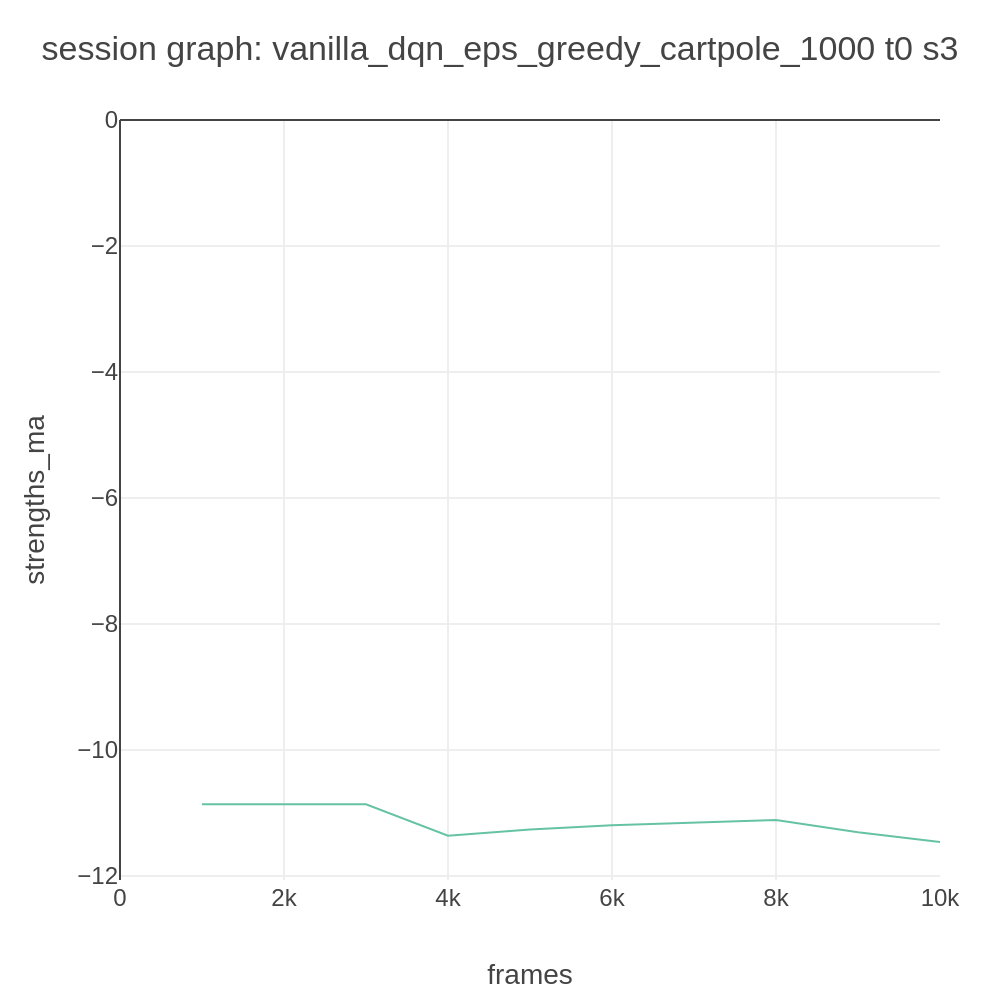 session graph: vanilla_dqn_eps_greedy_cartpole_1000 t0 s3
0
−2
−4
−6
−8
−10
−12
strengths_ma
0 2k 4k 6k 8k 10k
frames